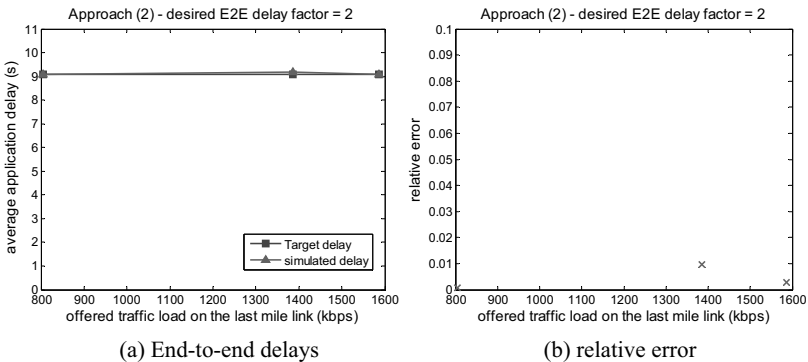 Approach (2) - desired E2E delay factor = 2
average application delay (s)
11
10
9
8
7
6
5
4
3
2
1
0
Target delay
simulated delay
800 900 1000 1100 1200 1300 1400 1500 1600
offered traffic load on the last mile link (kbps)
(a) End-to-end delays
Approach (2) - desired E2E delay factor = 2
relative error
0.1
0.09
0.08
0.07
0.06
0.05
0.04
0.03
0.02
0.01
0
800 900 1000 1100 1200 1300 1400 1500 1600
offered traffic load on the last mile link (kbps)
(b) relative error